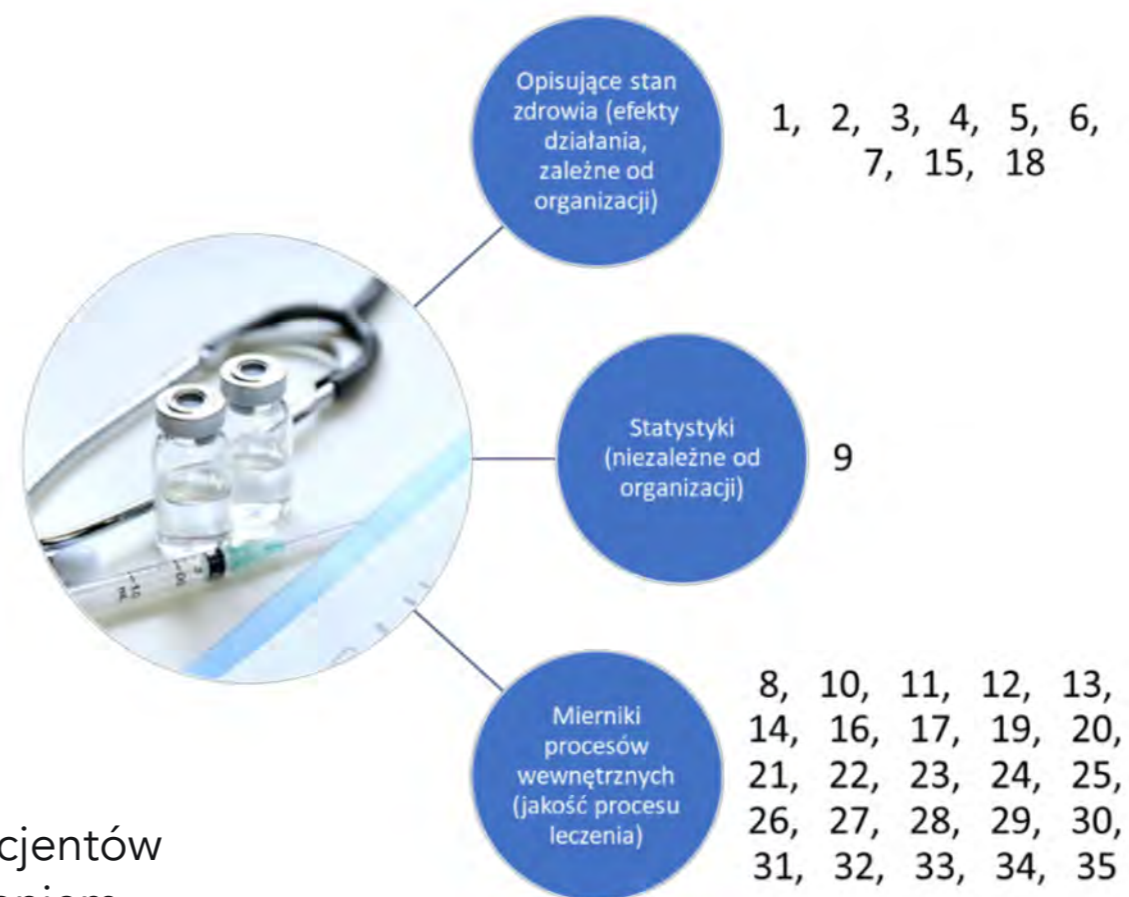 Opisujące stan
zdrowia (efekty
działania,
zależne od
organizacji)
1, 2, 3, 4, 5, 6,
7, 15, 18
Statystyki
(niezależne od
organizacji)
9
Mierniki
procesów
wewnętrznych
(jakość procesu
leczenia)
8, 10, 11, 12, 13,
14, 16, 17, 19, 20,
21, 22, 23, 24, 25,
26, 27, 28, 29, 30,
31, 32, 33, 34, 35
cjentów